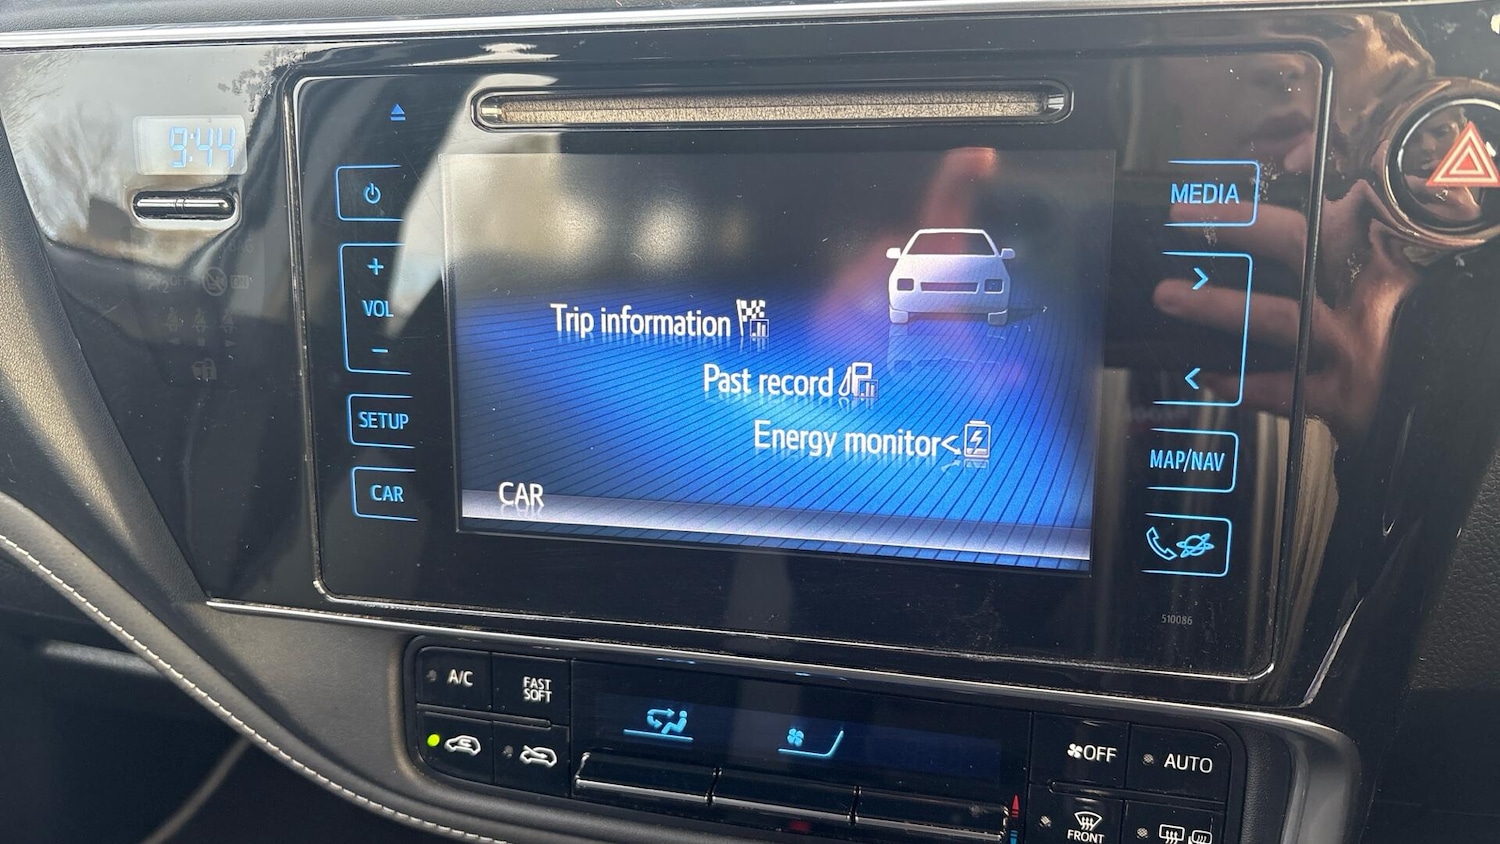 9:44
+
VOL
-
SETUP
CAR
Trip information
Past record
Energy monitor
CAR
MEDIA
>
<
MAP/NAV
510086
A/C
FAST
SOFT
OFF
AUTO
FRONT